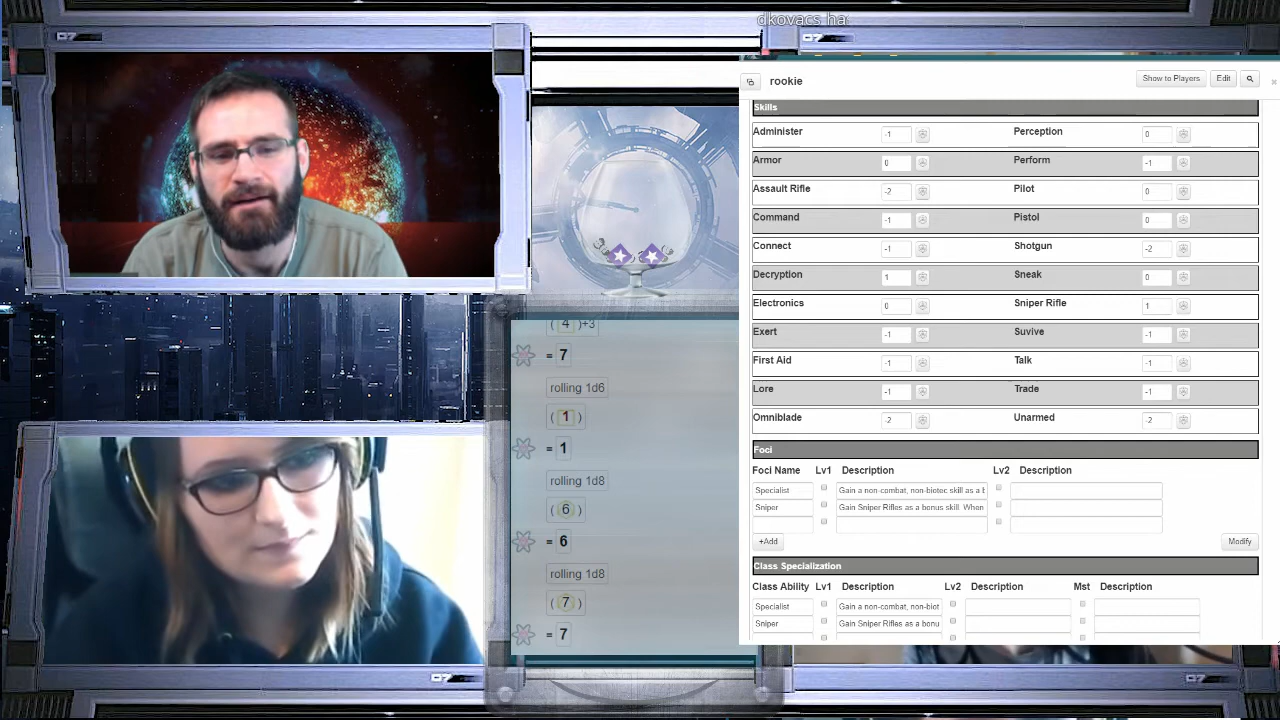 dkovacs ha
rookie
Show to Players Edit
Skills
Administer -1 Perception 0
Armor 0 Perform -1
Assault Rifle -2 Pilot 0
Command -1 Pistol 0
Connect -1 Shotgun -2
Decryption 1 Sneak 0
Electronics 0 Sniper Rifle 1
Exert -1 Suvive -1
First Aid -1 Talk -1
Lore -1 Trade -1
Omniblade -2 Unarmed -2
Foci
Foci Name Lv1 Description Lv2 Description
Specialist Gain a non-combat, non-biotec skill as a b
Sniper Gain Sniper Rifles as a bonus skill. When
+Add Modify
Class Specialization
Class Ability Lv1 Description Lv2 Description Mst Description
Specialist Gain a non-combat, non-biot
Sniper Gain Sniper Rifles as a bonu
( 4 )+3
= 7
rolling 1d6
( 1 )
= 1
rolling 1d8
( 6 )
= 6
rolling 1d8
( 7 )
= 7